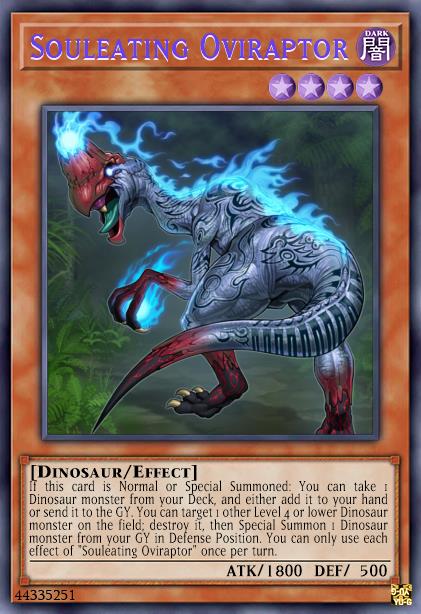 Souleating Oviraptor
DARK
闇
[Dinosaur/Effect]
If this card is Normal or Special Summoned: You can take 1
Dinosaur monster from your Deck, and either add it to your hand
or send it to the GY. You can target 1 other Level 4 or lower Dinosaur
monster on the field; destroy it, then Special Summon 1 Dinosaur
monster from your GY in Defense Position. You can only use each
effect of "Souleating Oviraptor" once per turn.
ATK/1800 DEF/ 500
44335251